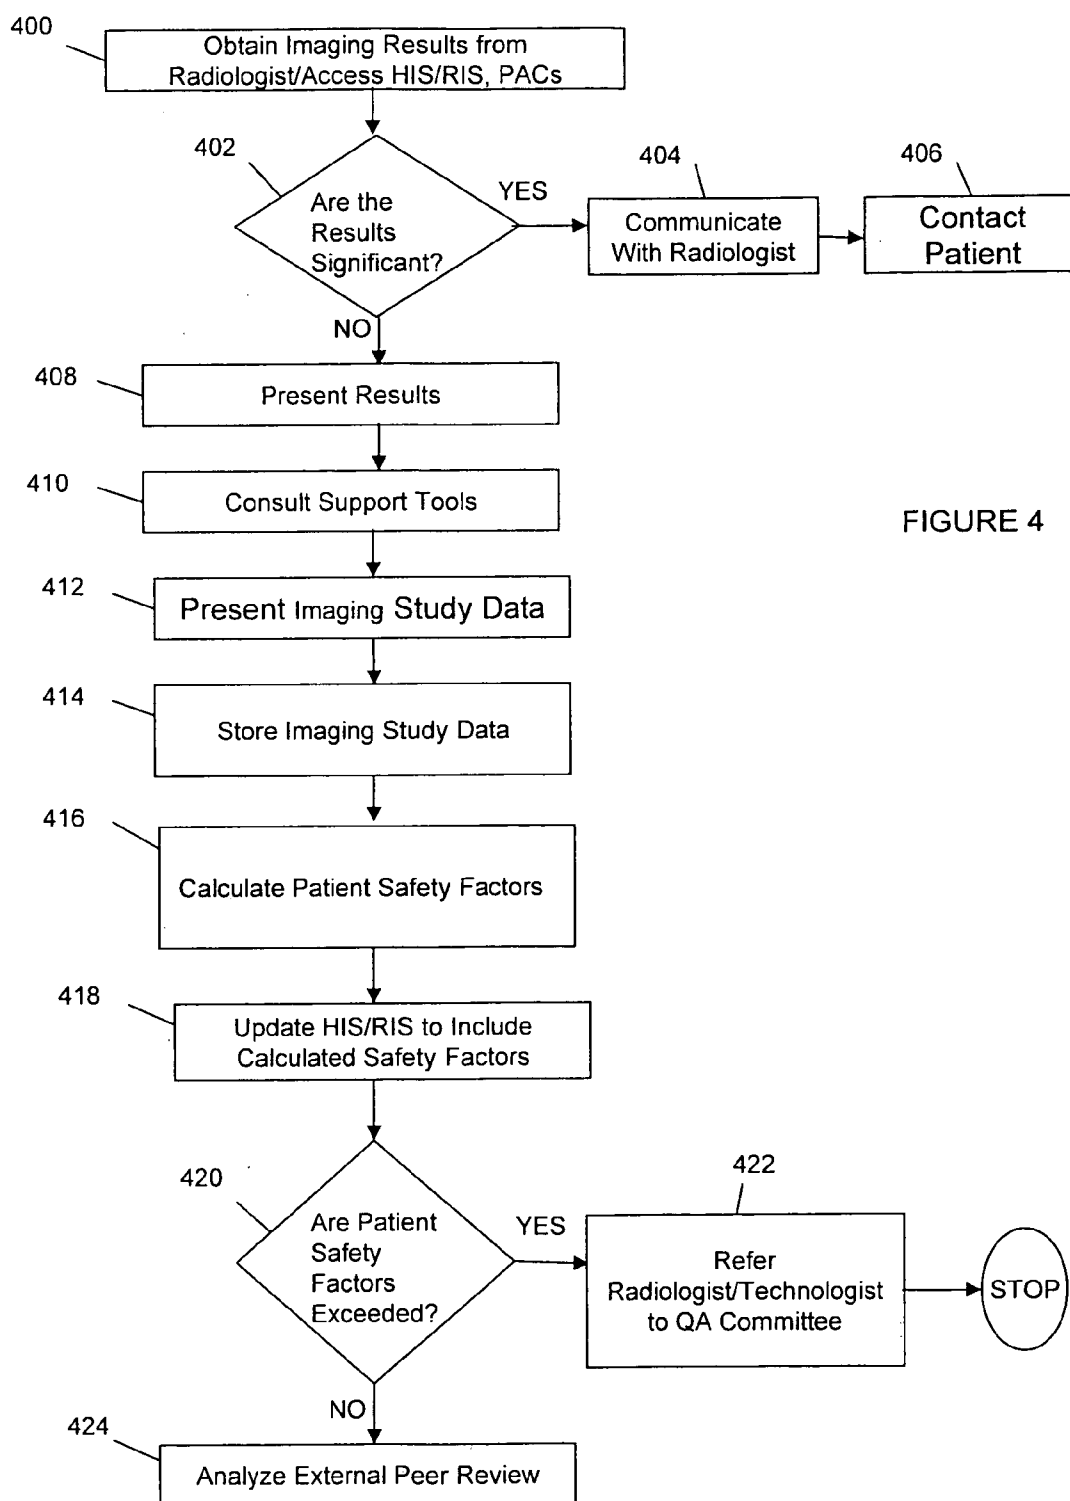 400
Obtain Imaging Results from
Radiologist/Access HIS/RIS, PACs
402
Are the
Results
Significant?
YES
404
Communicate
With Radiologist
406
Contact
Patient
NO
408
Present Results
410
Consult Support Tools
FIGURE 4
412
Present Imaging Study Data
414
Store Imaging Study Data
416
Calculate Patient Safety Factors
418
Update HIS/RIS to Include
Calculated Safety Factors
420
Are Patient
Safety
Factors
Exceeded?
YES
422
Refer
Radiologist/Technologist
to QA Committee
STOP
NO
424
Analyze External Peer Review